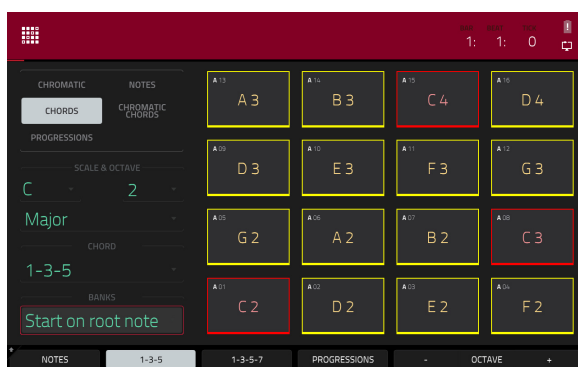 BAR BEAT TICK
1: 1: 0
!
CHROMATIC NOTES
CHORDS CHROMATIC CHORDS
PROGRESSIONS
SCALE & OCTAVE
C 2
Major
CHORD
1-3-5
BANKS
Start on root note
A 13 A 14 A 15 A 16
A 3 B 3 C 4 D 4
A 09 A 10 A 11 A 12
D 3 E 3 F 3 G 3
A 05 A 06 A 07 A 08
G 2 A 2 B 2 C 3
A 01 A 02 A 03 A 04
C 2 D 2 E 2 F 2
* NOTES 1-3-5 1-3-5-7 PROGRESSIONS - OCTAVE +